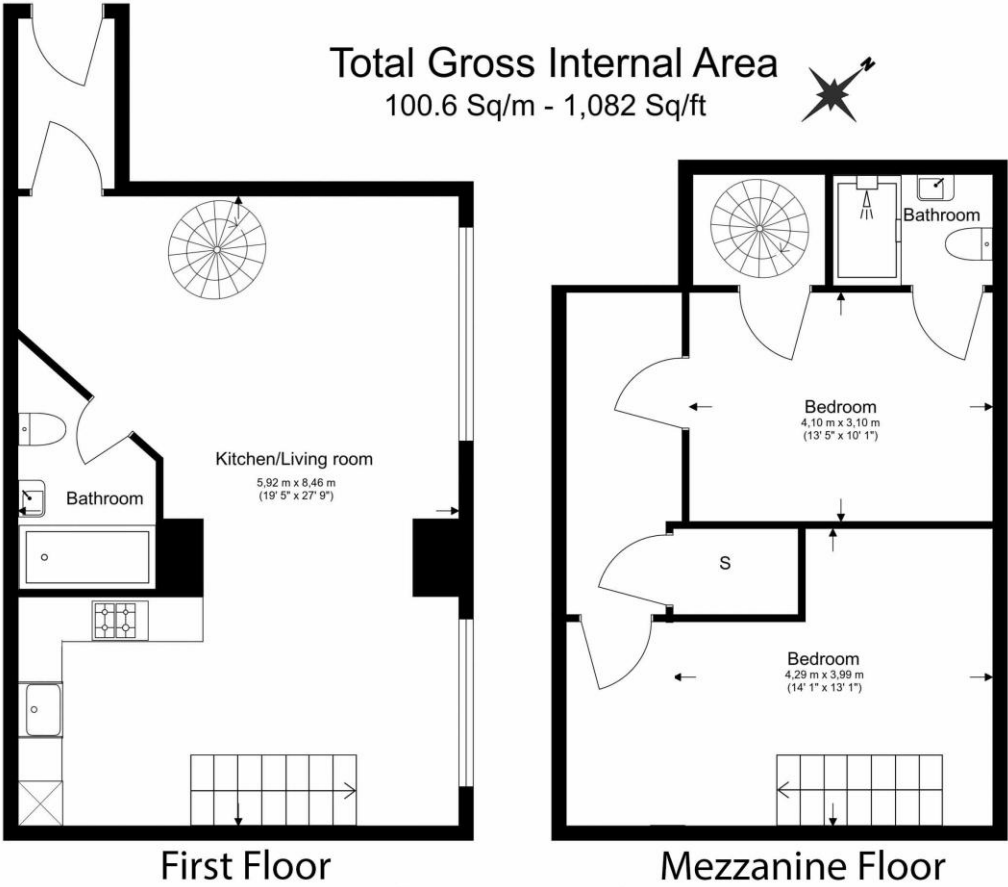 Total Gross Internal Area
100.6 Sq/m - 1,082 Sq/ft
N
Kitchen/Living room
5,92 m x 8,46 m
(19' 5" x 27' 9")
Bathroom
First Floor
Bathroom
Bedroom
4,10 m x 3,10 m
(13' 5" x 10' 1")
S
Bedroom
4,29 m x 3,99 m
(14' 1" x 13' 1")
Mezzanine Floor